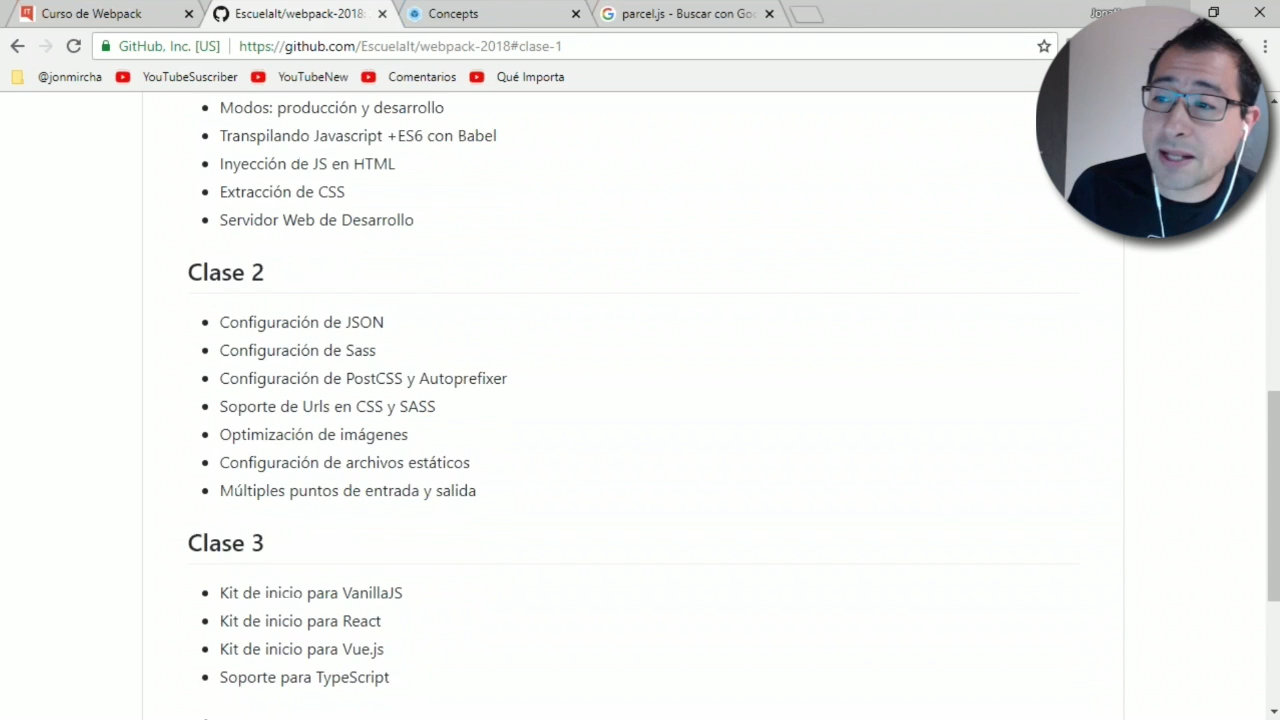 Curso de Webpack
EscuelaIt/webpack-2018:
Concepts
parcel.js - Buscar con Go
GitHub, Inc. [US]
https://github.com/EscuelaIt/webpack-2018#clase-1
@jonmircha
YouTubeSuscriber
YouTubeNew
Comentarios
Qué Importa
Modos: producción y desarrollo
Transpilando Javascript +ES6 con Babel
Inyección de JS en HTML
Extracción de CSS
Servidor Web de Desarrollo
Clase 2
Configuración de JSON
Configuración de Sass
Configuración de PostCSS y Autoprefixer
Soporte de Urls en CSS y SASS
Optimización de imágenes
Configuración de archivos estáticos
Múltiples puntos de entrada y salida
Clase 3
Kit de inicio para VanillaJS
Kit de inicio para React
Kit de inicio para Vue.js
Soporte para TypeScript